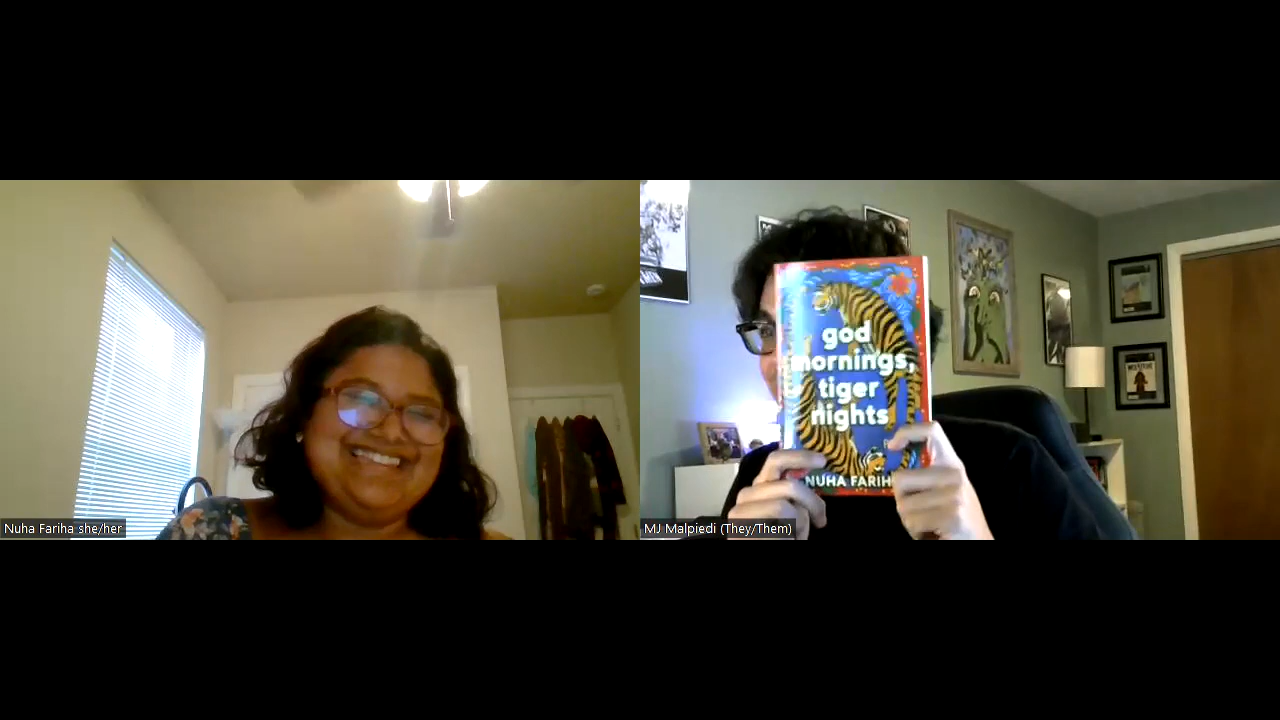 god
mornings,
tiger
nights
NUHA FARIH
Nuha Fariha she/her
MJ Malpiedi (They/Them)